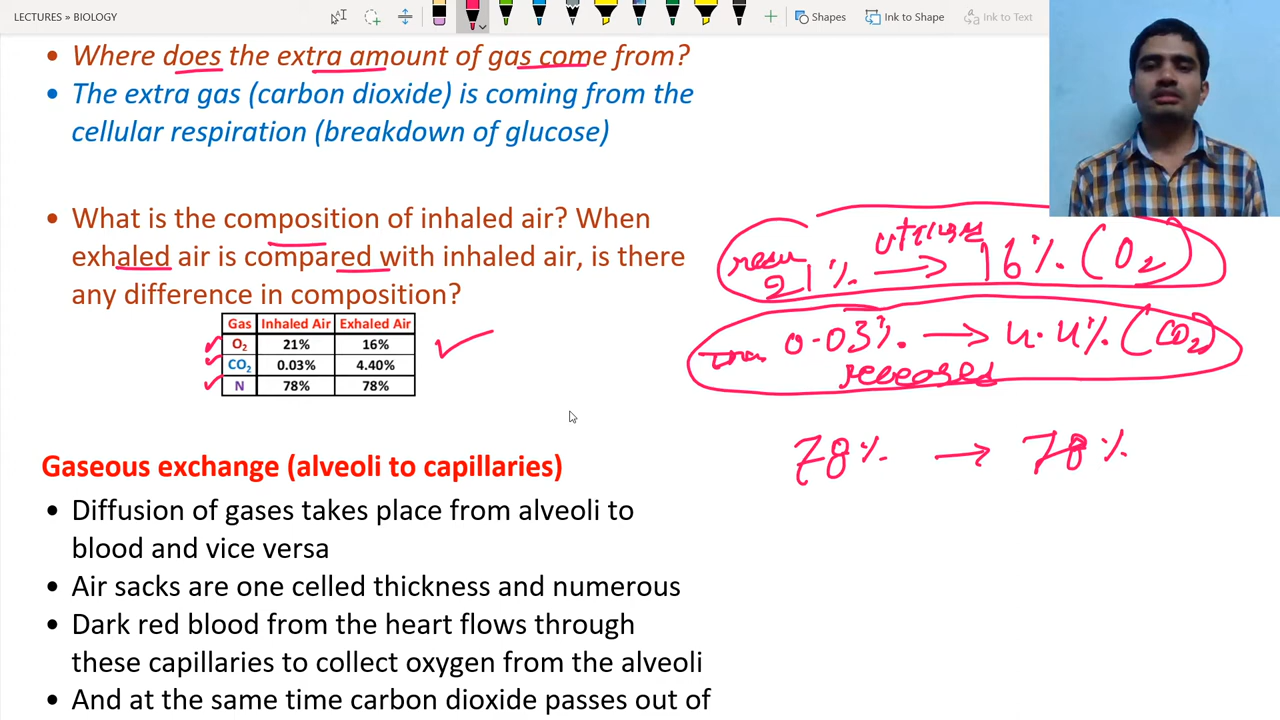 LECTURES » BIOLOGY
Shapes
Ink to Shape
Ink to Text
• Where does the extra amount of gas come from?
• The extra gas (carbon dioxide) is coming from the
cellular respiration (breakdown of glucose)
• What is the composition of inhaled air? When
exhaled air is compared with inhaled air, is there
any difference in composition?
Gas Inhaled Air Exhaled Air
O₂ 21% 16%
CO₂ 0.03% 4.40%
N 78% 78%
utilised
21% → 16% (O₂)
0.03% → 4.4% (CO₂)
released
78% → 78%
Gaseous exchange (alveoli to capillaries)
• Diffusion of gases takes place from alveoli to
blood and vice versa
• Air sacks are one celled thickness and numerous
• Dark red blood from the heart flows through
these capillaries to collect oxygen from the alveoli
• And at the same time carbon dioxide passes out of